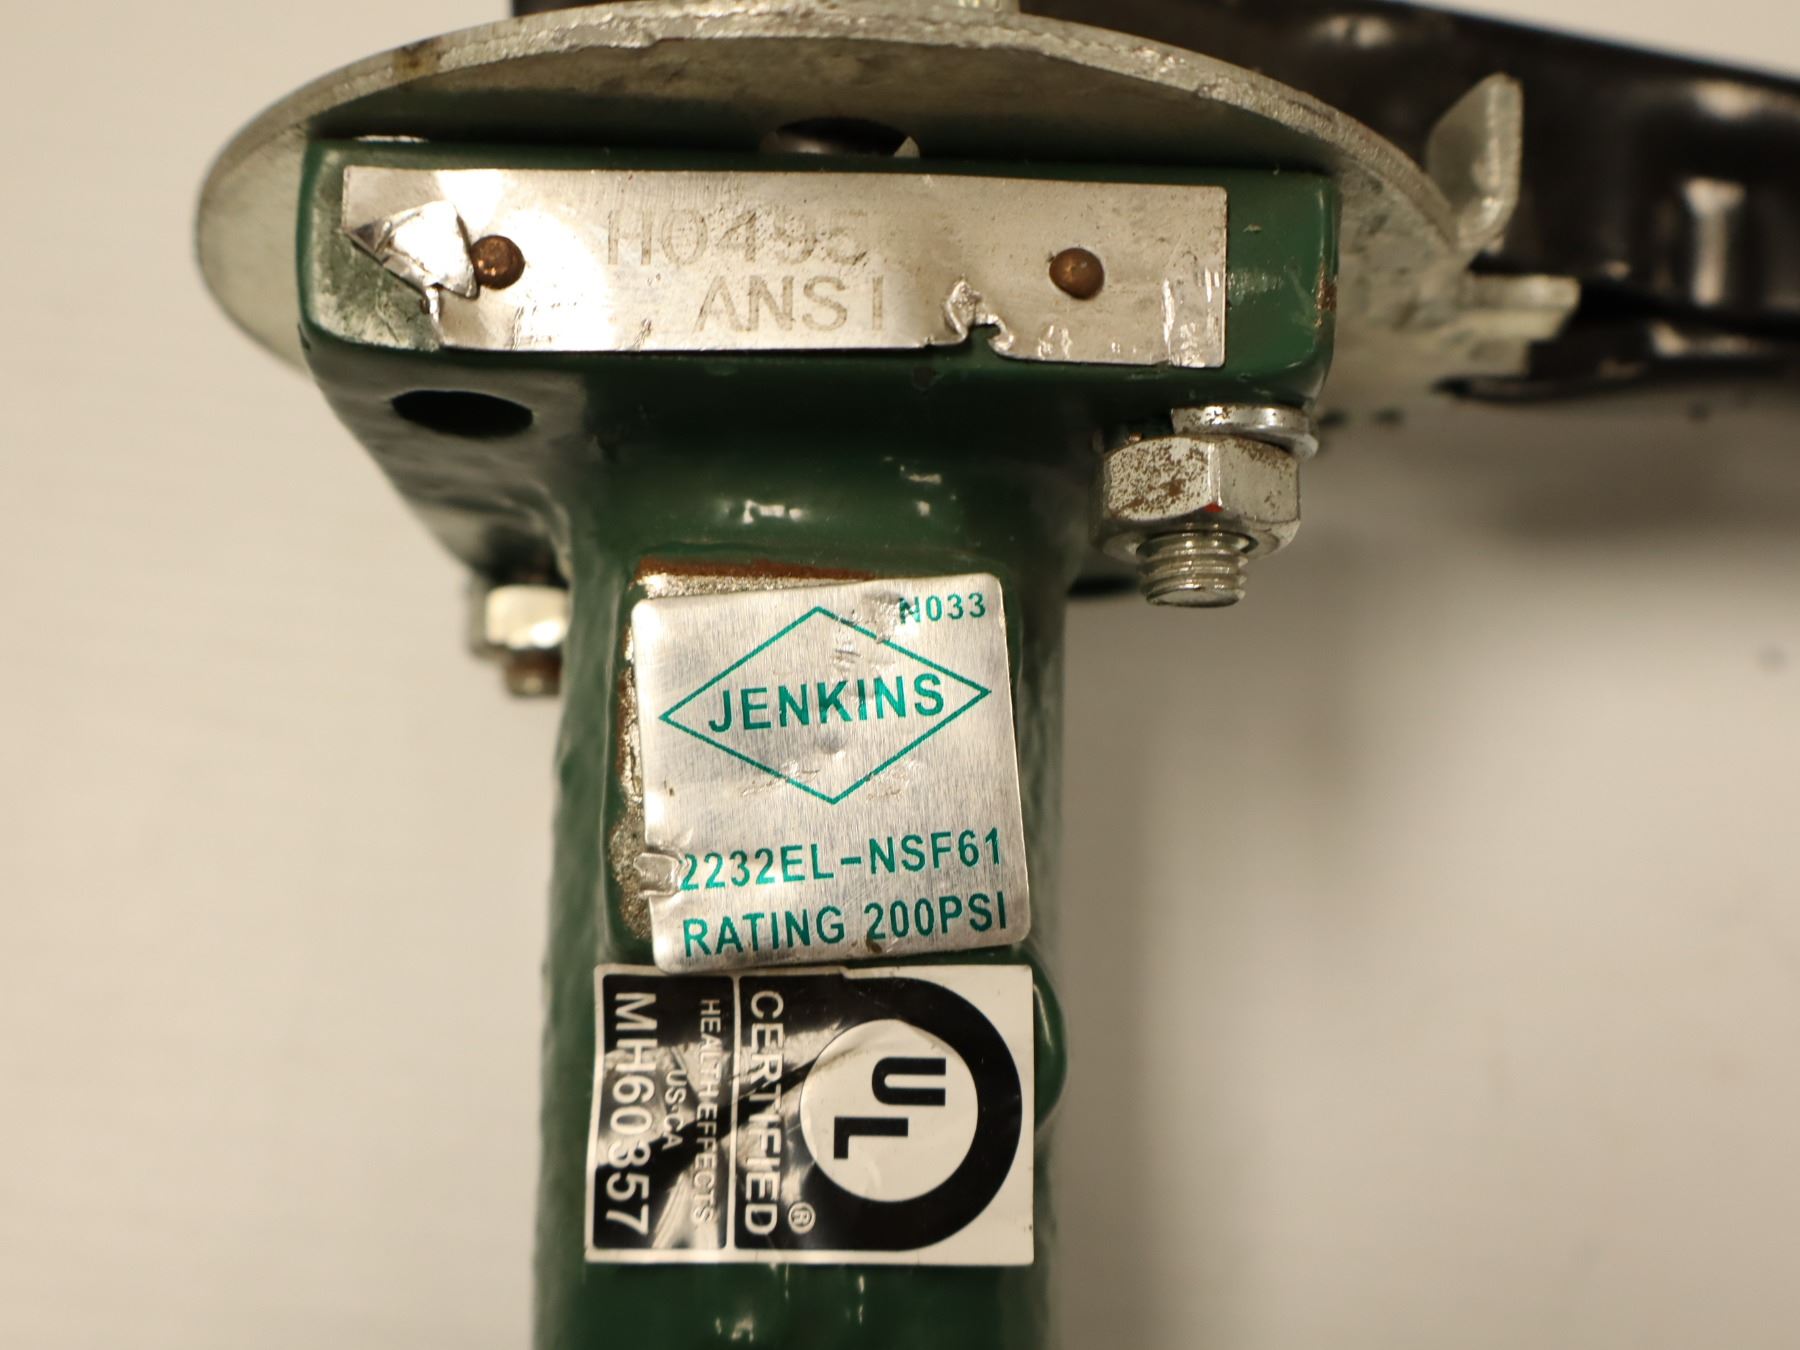 H0495
ANSI
N033
JENKINS
2232EL-NSF61
RATING 200PSI
UL
CERTIFIED®
HEALTH EFFECTS
US-CA
MH60357